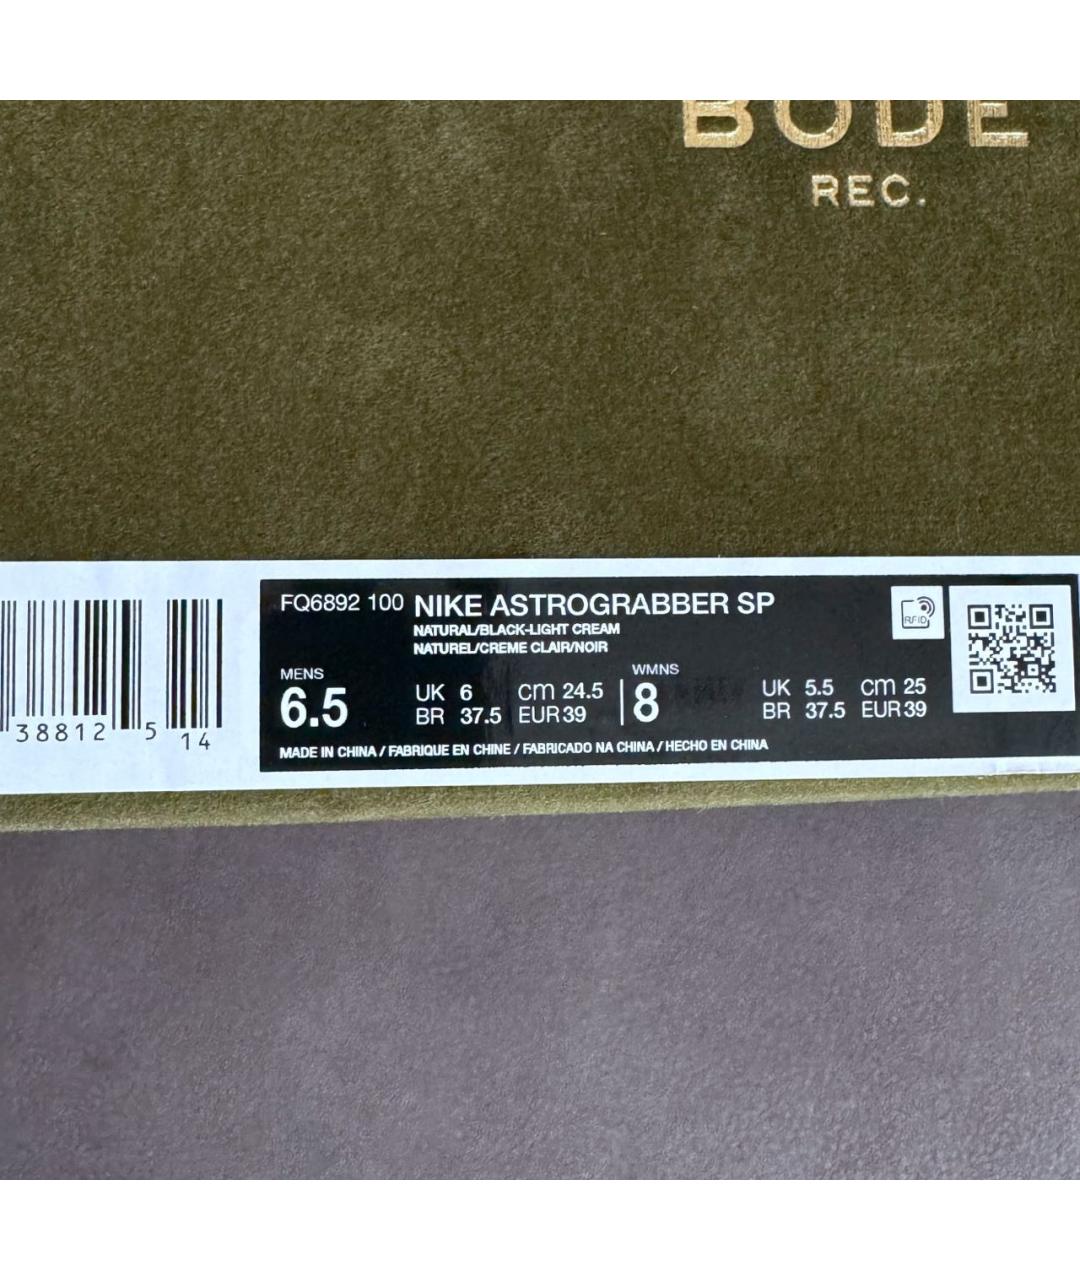 BODE
REC.
FQ6892 100 NIKE ASTROGRABBER SP
NATURAL/BLACK-LIGHT CREAM
NATUREL/CREME CLAIR/NOIR
RFID
MENS
6.5
UK 6 cm 24.5
BR 37.5 EUR 39
WMNS
8
UK 5.5 cm 25
BR 37.5 EUR 39
MADE IN CHINA / FABRIQUE EN CHINE / FABRICADO NA CHINA / HECHO EN CHINA
38812 5 14